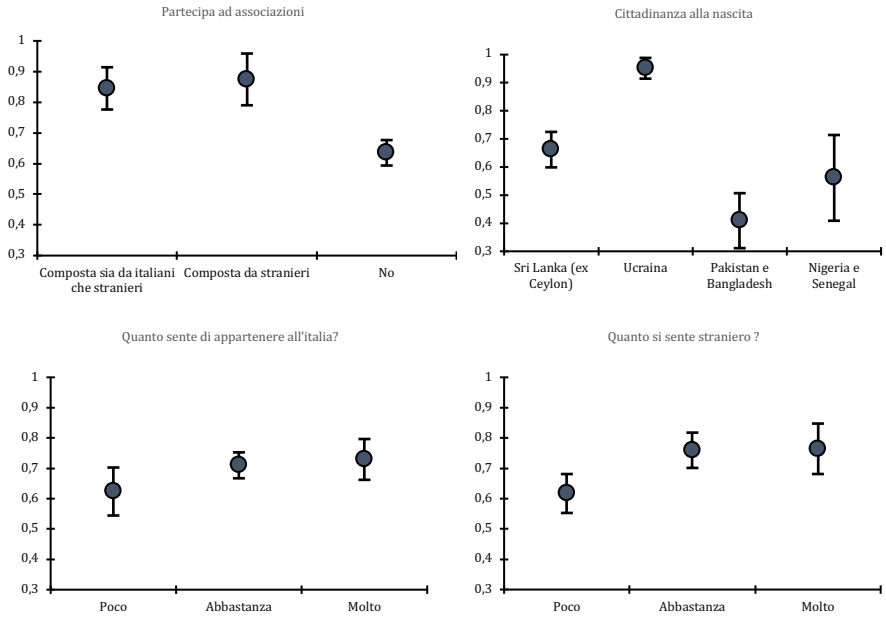 Partecipa ad associazioni
1
0,9
0,8
0,7
0,6
0,5
0,4
0,3
Composta sia da italiani
che stranieri
Composta da stranieri
No
Cittadinanza alla nascita
1
0,9
0,8
0,7
0,6
0,5
0,4
0,3
Sri Lanka (ex
Ceylon)
Ucraina
Pakistan e
Bangladesh
Nigeria e
Senegal
Quanto sente di appartenere all'italia?
1
0,9
0,8
0,7
0,6
0,5
0,4
0,3
Poco
Abbastanza
Molto
Quanto si sente straniero ?
1
0,9
0,8
0,7
0,6
0,5
0,4
0,3
Poco
Abbastanza
Molto